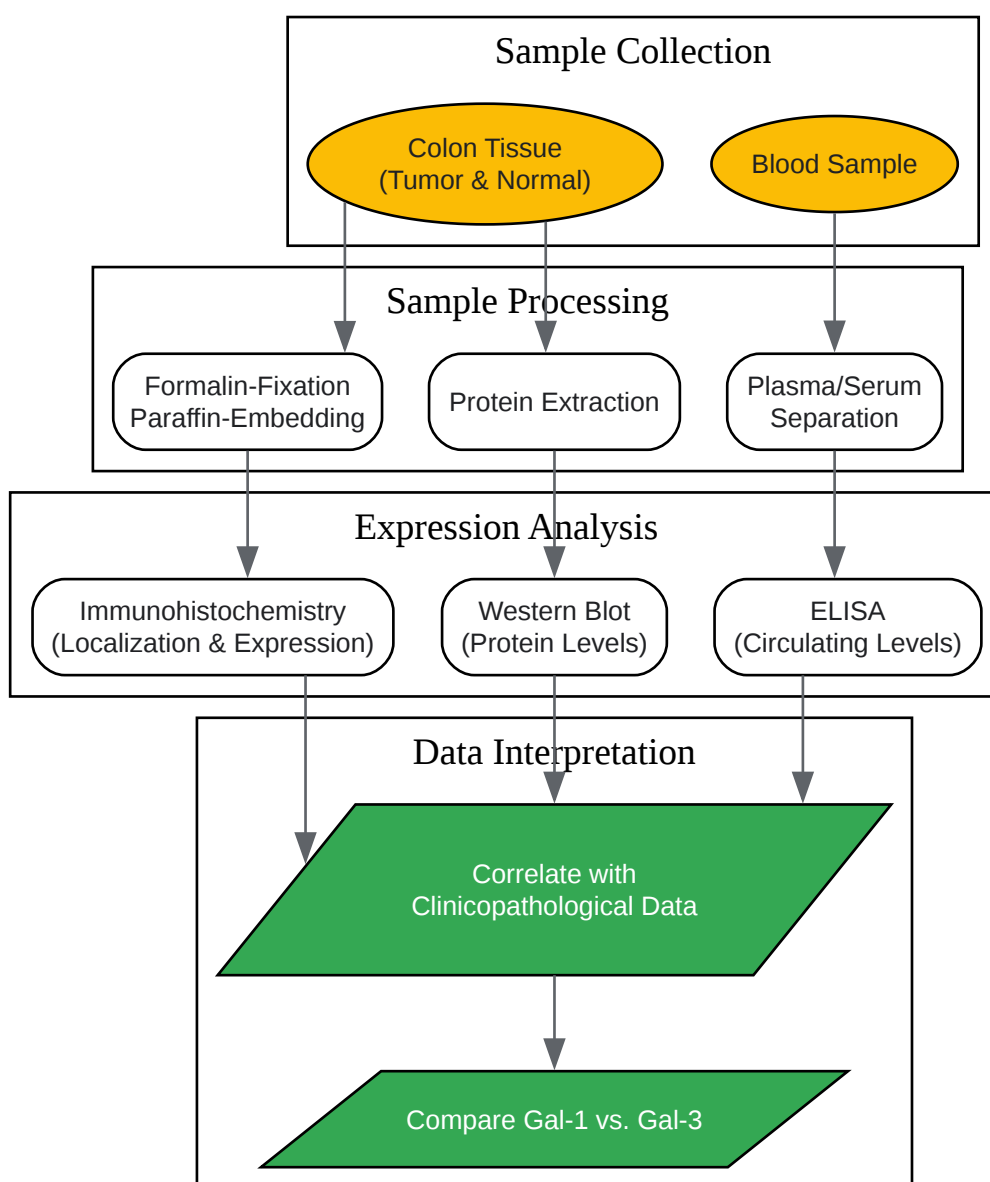 Sample Collection
Colon Tissue
(Tumor & Normal)
Blood Sample
Sample Processing
Formalin-Fixation
Paraffin-Embedding
Protein Extraction
Plasma/Serum
Separation
Expression Analysis
Immunohistochemistry
(Localization & Expression)
Western Blot
(Protein Levels)
ELISA
(Circulating Levels)
Data Interpretation
Correlate with
Clinicopathological Data
Compare Gal-1 vs. Gal-3